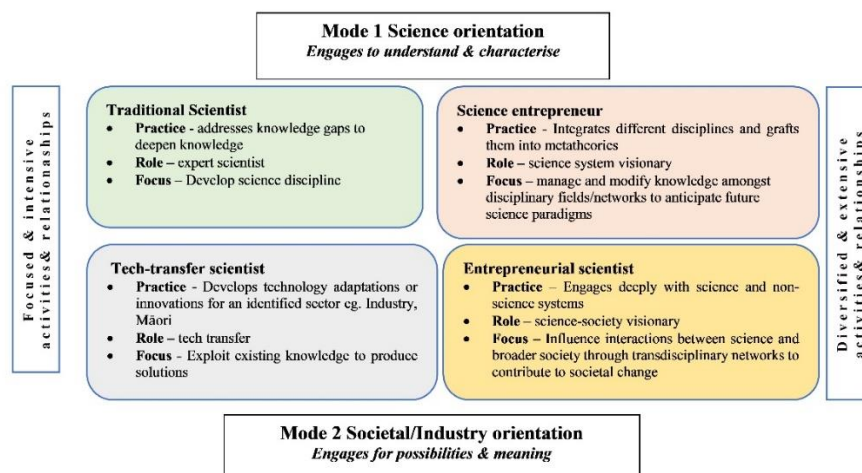 Mode 1 Science orientation
Engages to understand & characterise
Focused & intensive
activities& relationaships
Traditional Scientist
• Practice - addresses knowledge gaps to
deepen knowledge
• Role – expert scientist
• Focus – Develop science discipline
Science entrepreneur
• Practice - Integrates different disciplines and grafts
them into metatheories
• Role – science system visionary
• Focus – manage and modify knowledge amongst
disciplinary fields/networks to anticipate future
science paradigms
Tech-transfer scientist
• Practice - Develops technology adaptations or
innovations for an identified sector eg. Industry,
Māori
• Role – tech transfer
• Focus - Exploit existing knowledge to produce
solutions
Entrepreneurial scientist
• Practice – Engages deeply with science and non-
science systems
• Role – science-society visionary
• Focus – Influence interactions between science and
broader society through transdisciplinary networks to
contribute to societal change
Diversified & extensive
activities& relationships
Mode 2 Societal/Industry orientation
Engages for possibilities & meaning